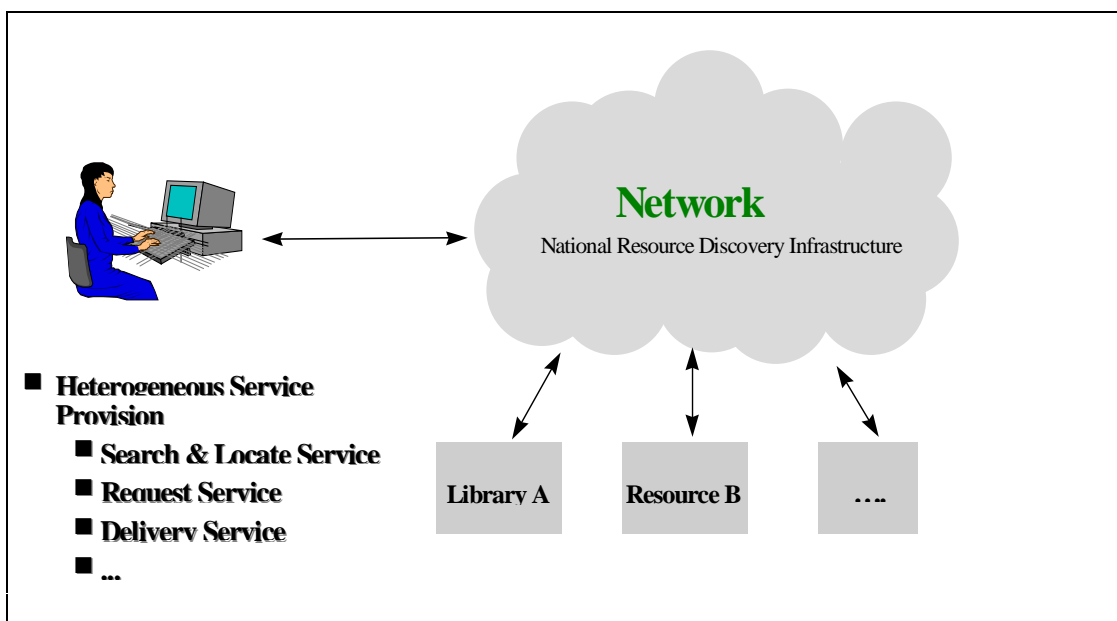 Network
National Resource Discovery Infrastructure
Heterogeneous Service
Provision
Search & Locate Service
Request Service
Delivery Service
...
Library A
Resource B
....